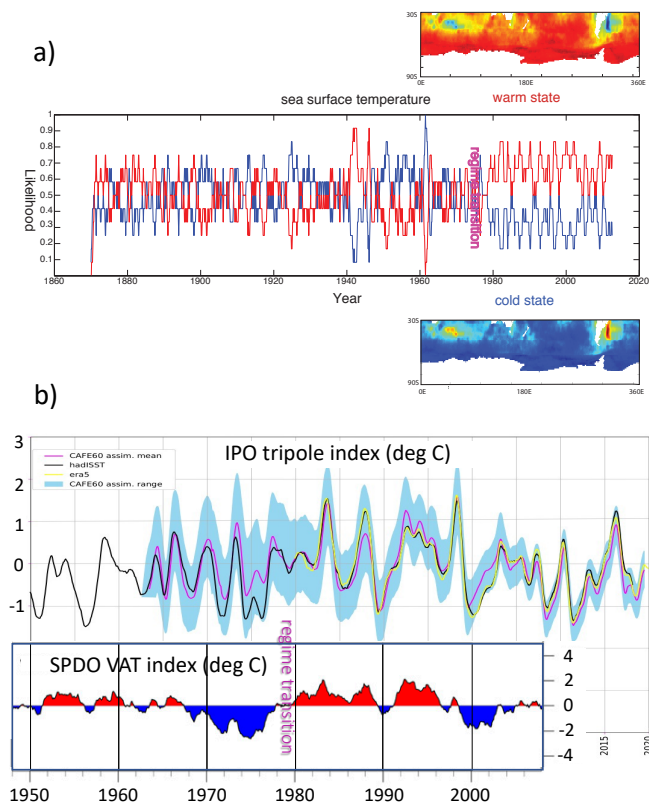 a)
30S
90S
0E 180E 360E
sea surface temperature
warm state
1
0.9
0.8
0.7
0.6
0.5
0.4
0.3
0.2
0.1
Likelihood
regime transition
1860 1880 1900 1920 1940 1960 1980 2000 2020
Year
cold state
30S
90S
0E 180E 360E
b)
3
2
1
0
-1
IPO tripole index (deg C)
CAFE60 assim. mean
hadISST
era5
CAFE60 assim. range
regime transition
SPDO VAT index (deg C)
4
2
0
-2
-4
2015
2020
1950 1960 1970 1980 1990 2000